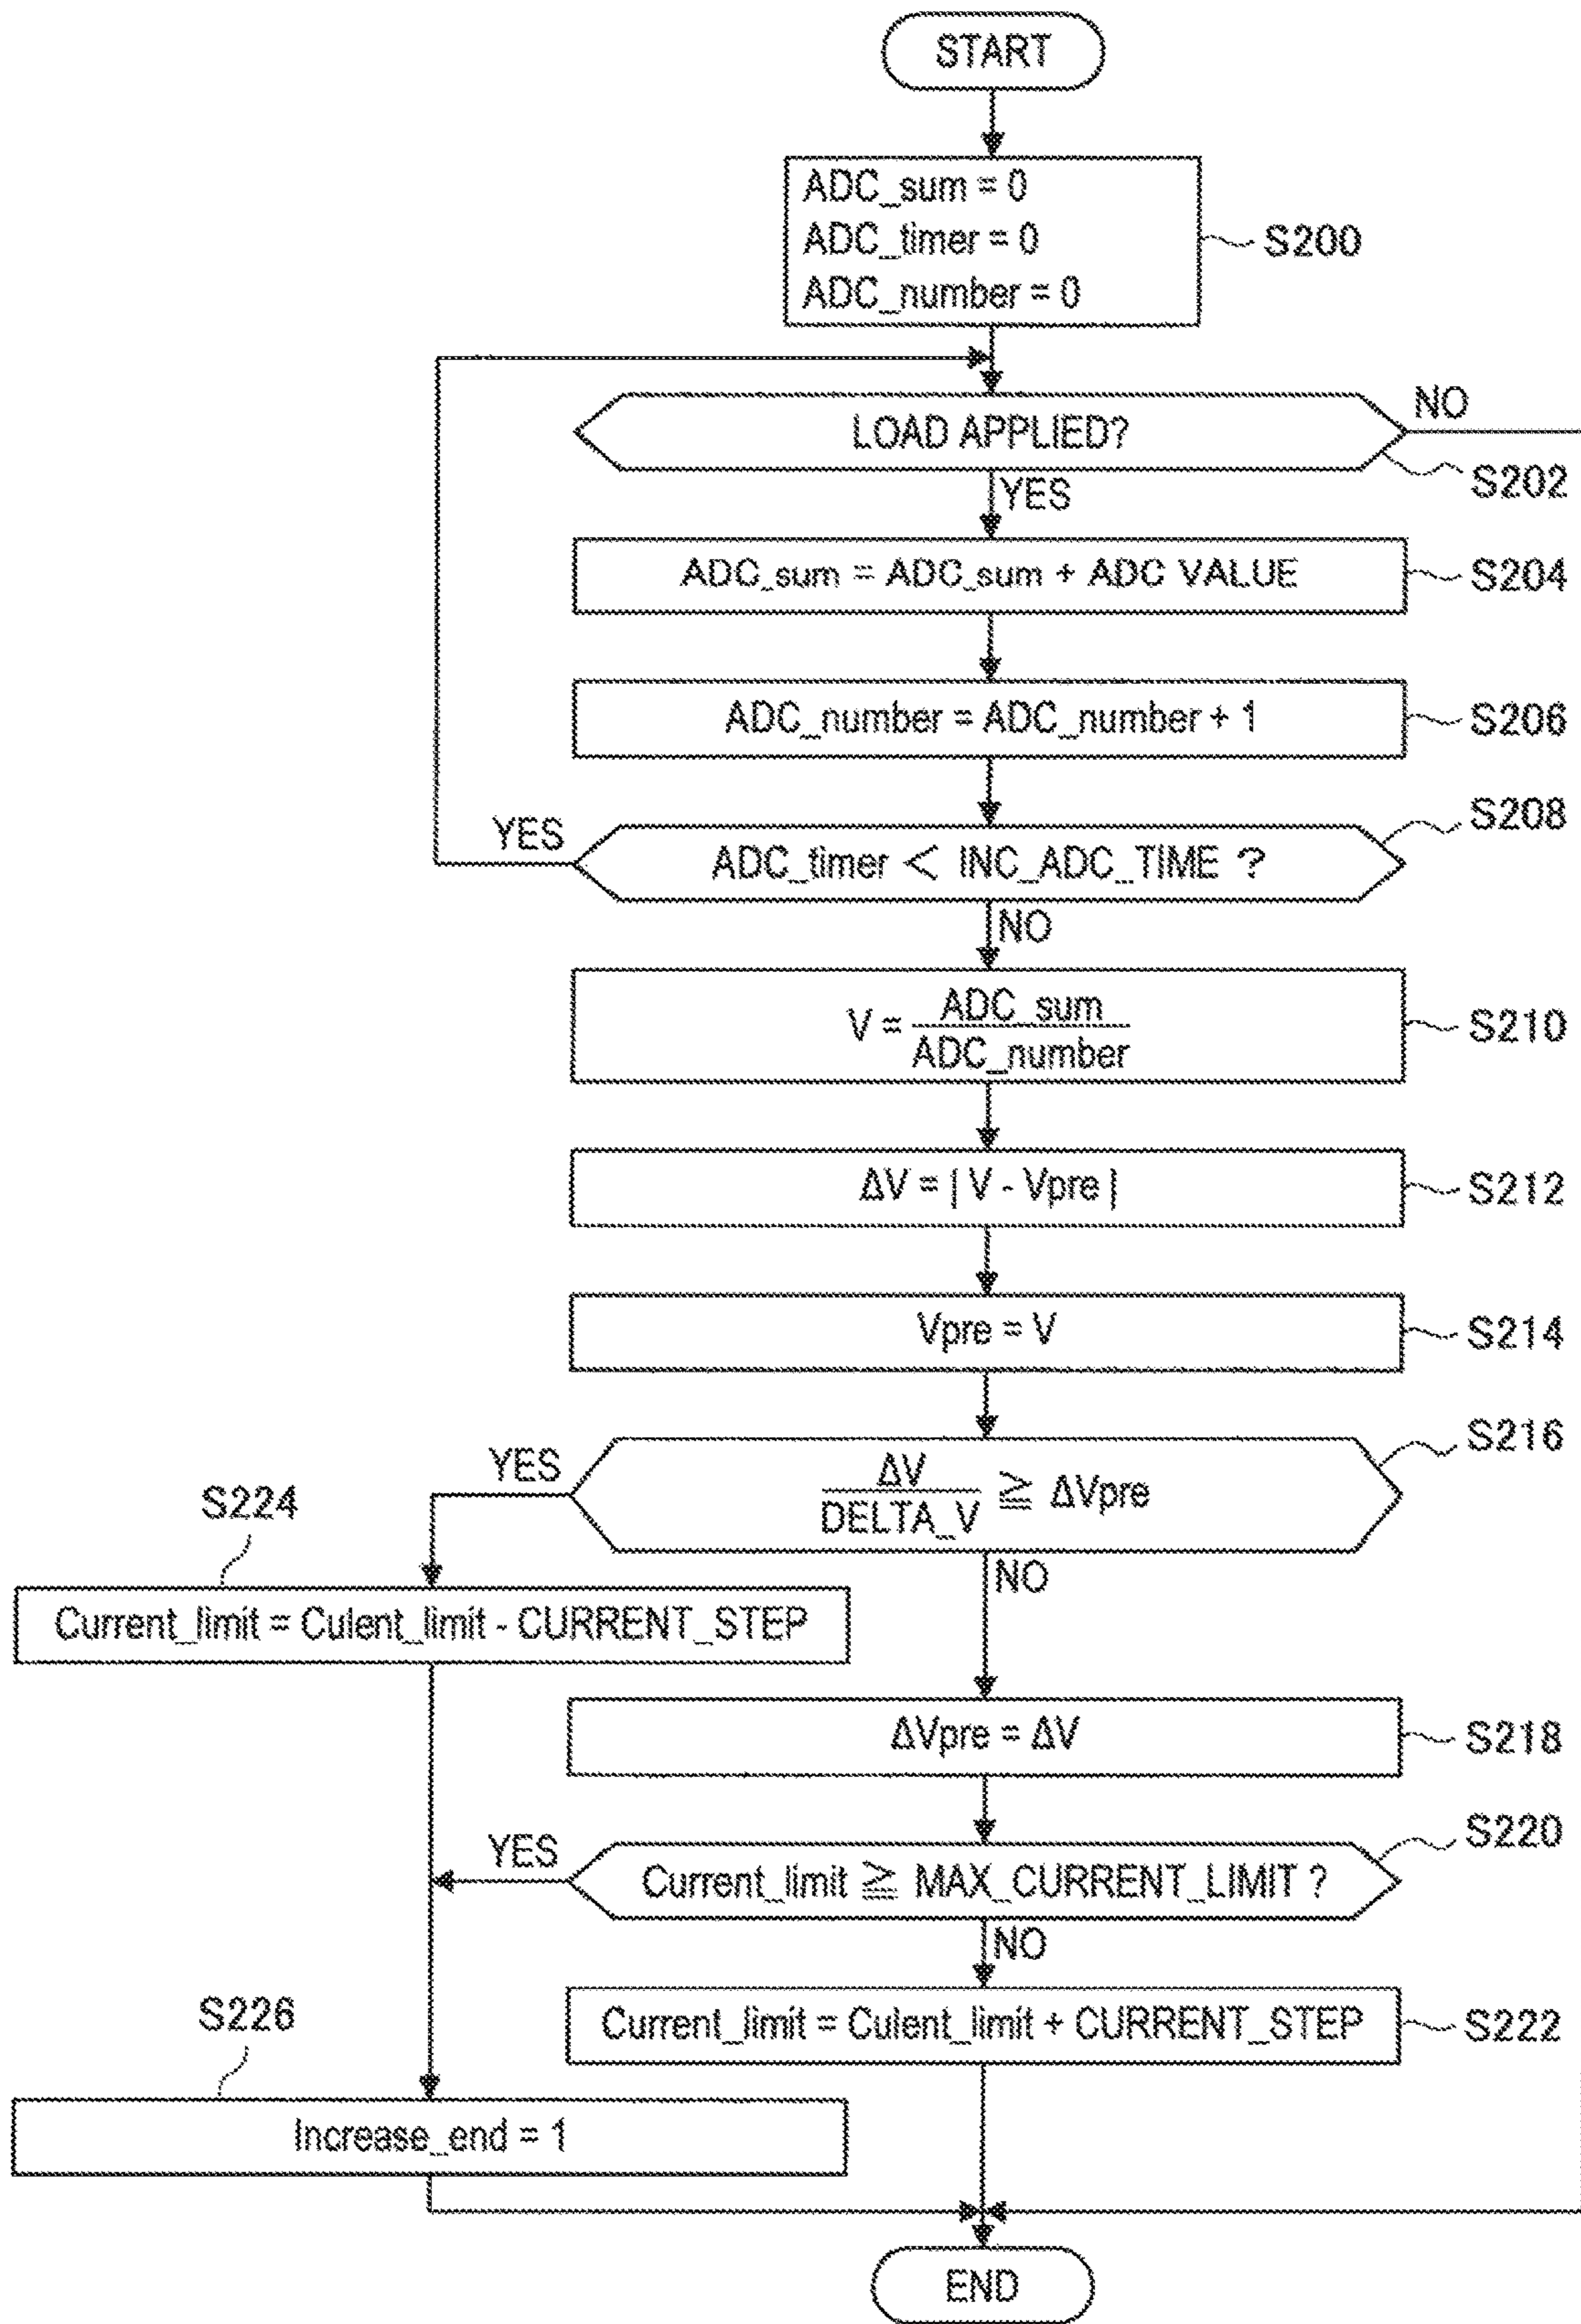 START
ADC_sum = 0
ADC_timer = 0
ADC_number = 0
S200
LOAD APPLIED?
NO
S202
YES
ADC_sum = ADC_sum + ADC VALUE
S204
ADC_number = ADC_number + 1
S206
YES
S208
ADC_timer < INC_ADC_TIME ?
NO
V = ADC_sum
ADC_number
S210
ΔV = | V - Vpre |
S212
Vpre = V
S214
YES
S216
ΔV
DELTA_V ≧ ΔVpre
NO
S224
Current_limit = Culent_limit - CURRENT_STEP
ΔVpre = ΔV
S218
YES
S220
Current_limit ≧ MAX_CURRENT_LIMIT ?
NO
Current_limit = Culent_limit + CURRENT_STEP
S222
S226
Increase_end = 1
END